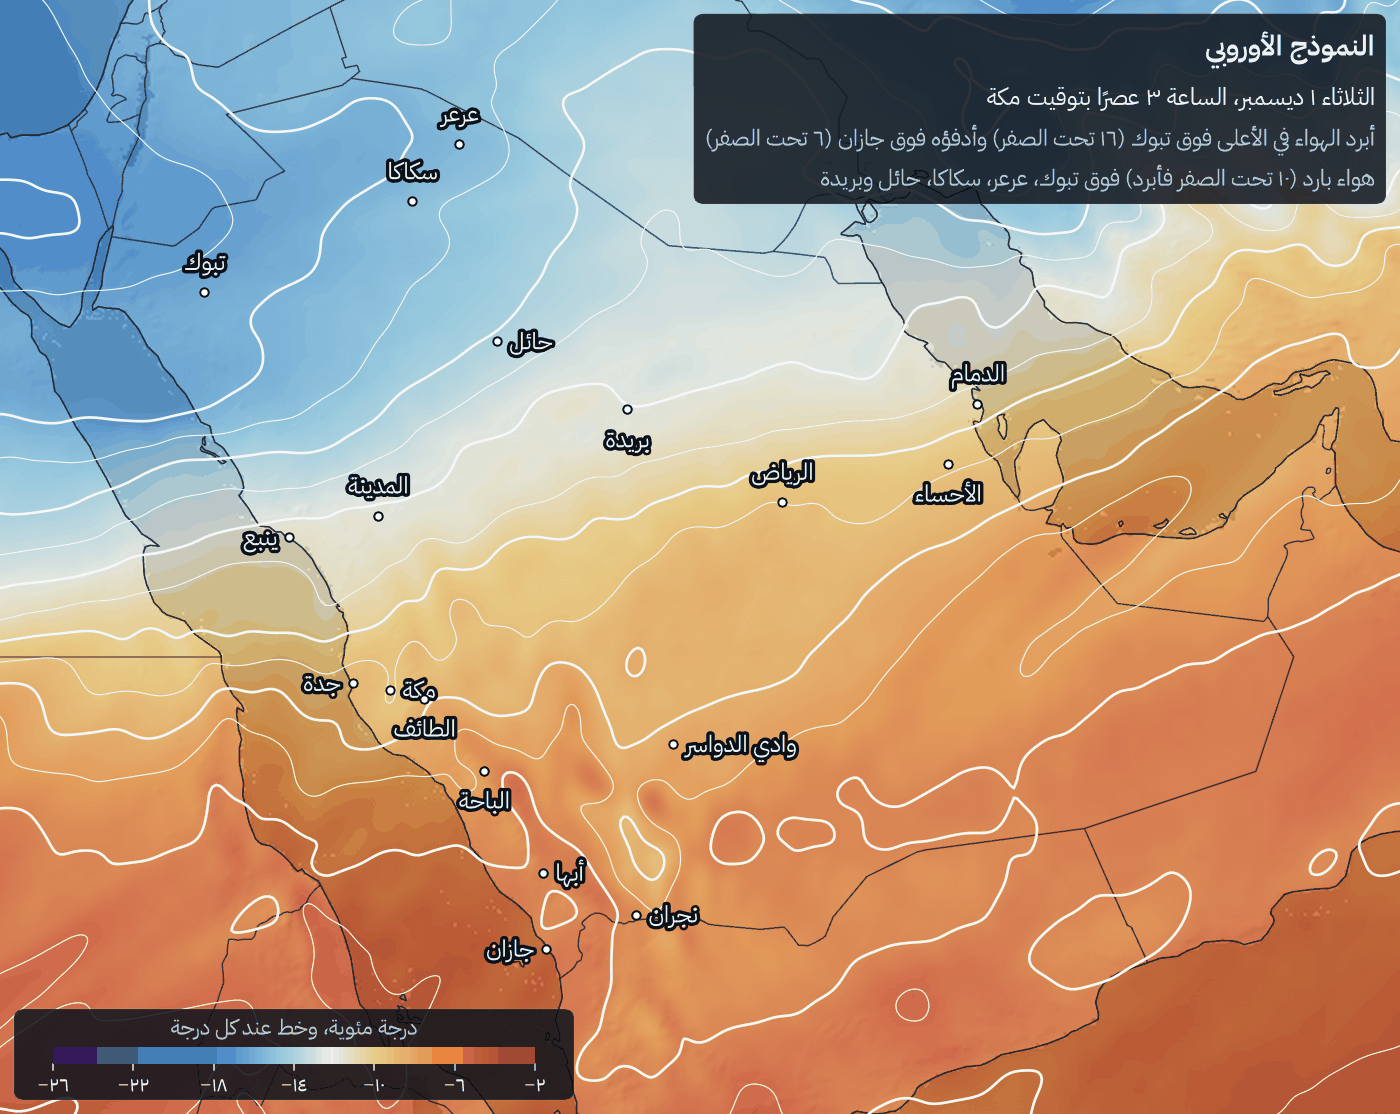 النموذج الأوروبي
الثلاثاء ١ ديسمبر، الساعة ٣ عصرًا بتوقيت مكة
أبرد الهواء في الأعلى فوق تبوك (١٦ تحت الصفر) وأدفؤه فوق جازان (٦ تحت الصفر)
هواء بارد (١٠ تحت الصفر فأبرد) فوق تبوك، عرعر، سكاكا، حائل وبريدة
عرعر
سكاكا
تبوك
حائل
الدمام
بريدة
الرياض
المدينة
الأحساء
ينبع
جدة
مكة
الطائف
وادي الدواسر
الباحة
أبها
نجران
جازان
درجة مئوية، وخط عند كل درجة
−٢٦ −٢٢ −١٨ −١٤ −١٠ −٦ −٢